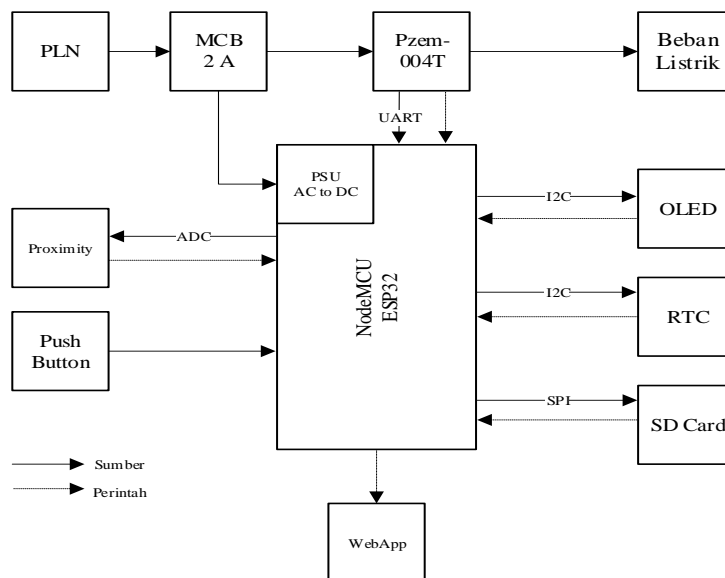 PLN
MCB
2 A
Pzem-
004T
Beban
Listrik
UART
PSU
AC to DC
I2C
OLED
ADC
Proximity
NodeMCU
ESP32
I2C
RTC
Push
Button
SPI
SD Card
Sumber
Perintah
WebApp